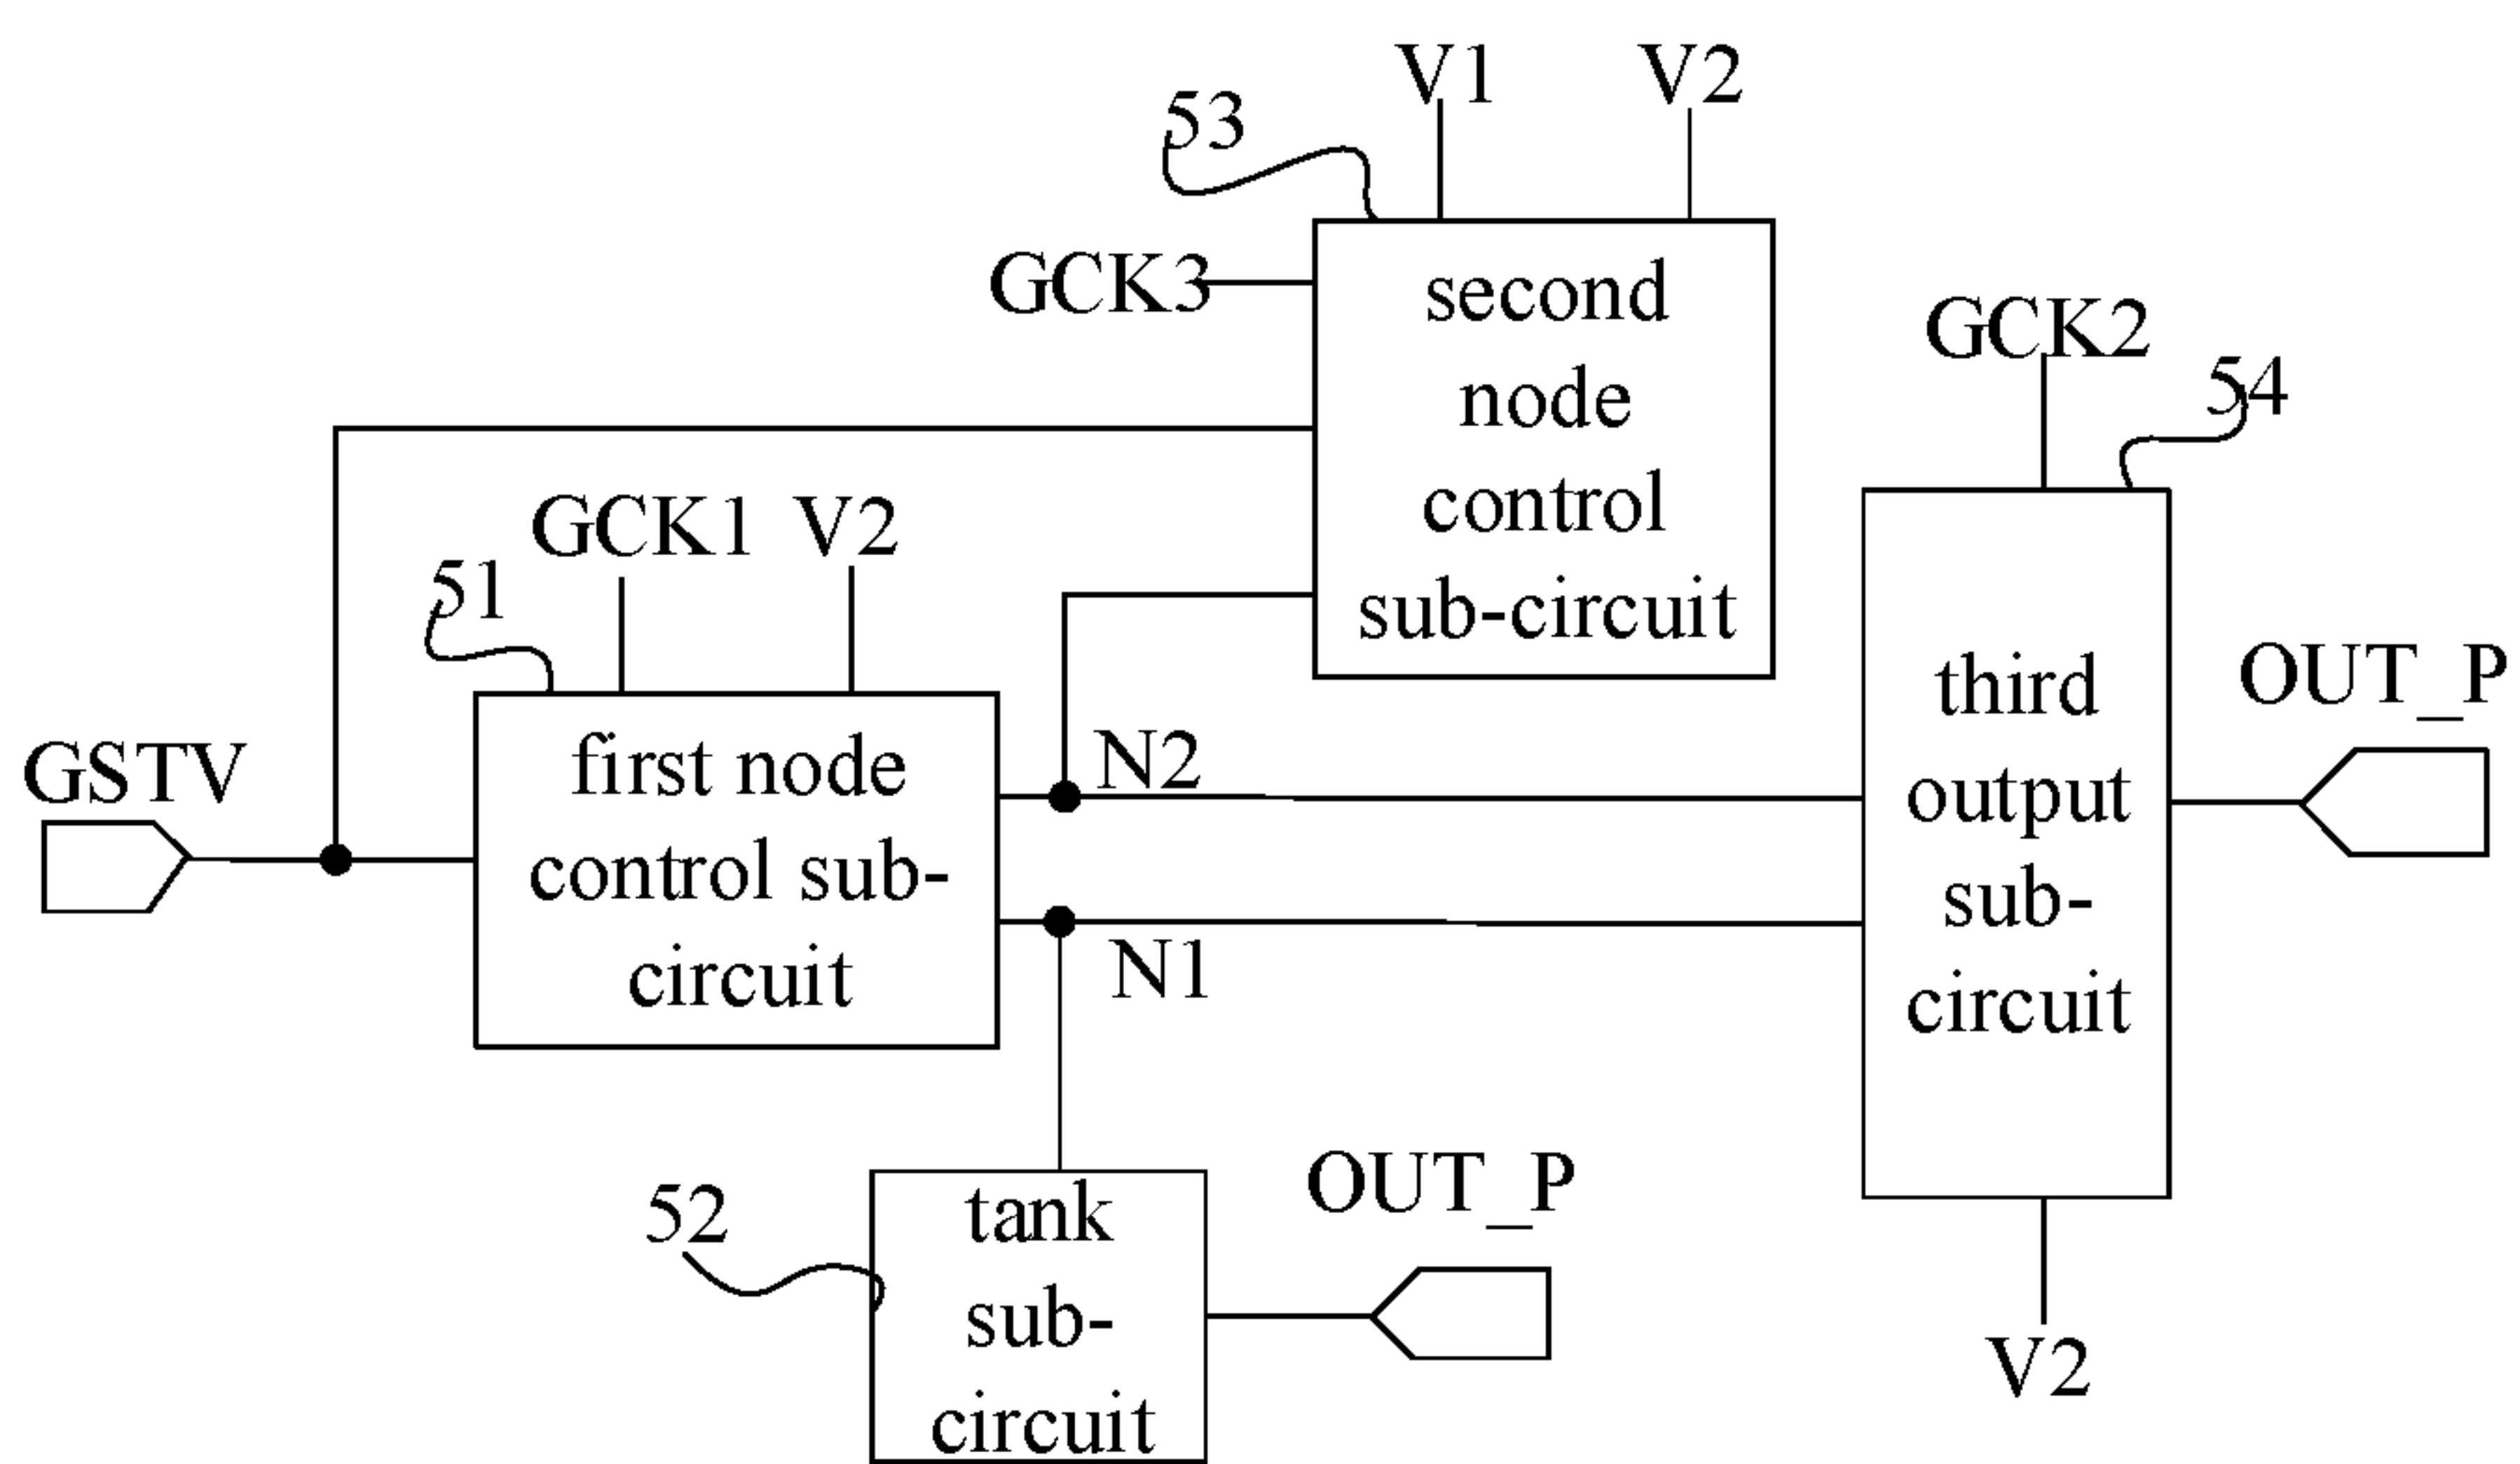 V1
V2
53
GCK3
second
node
control
sub-circuit
GCK2
54
GCK1
V2
51
first node
control sub-
circuit
GSTV
N2
N1
third
output
sub-
circuit
OUT_P
52
tank
sub-
circuit
OUT_P
V2